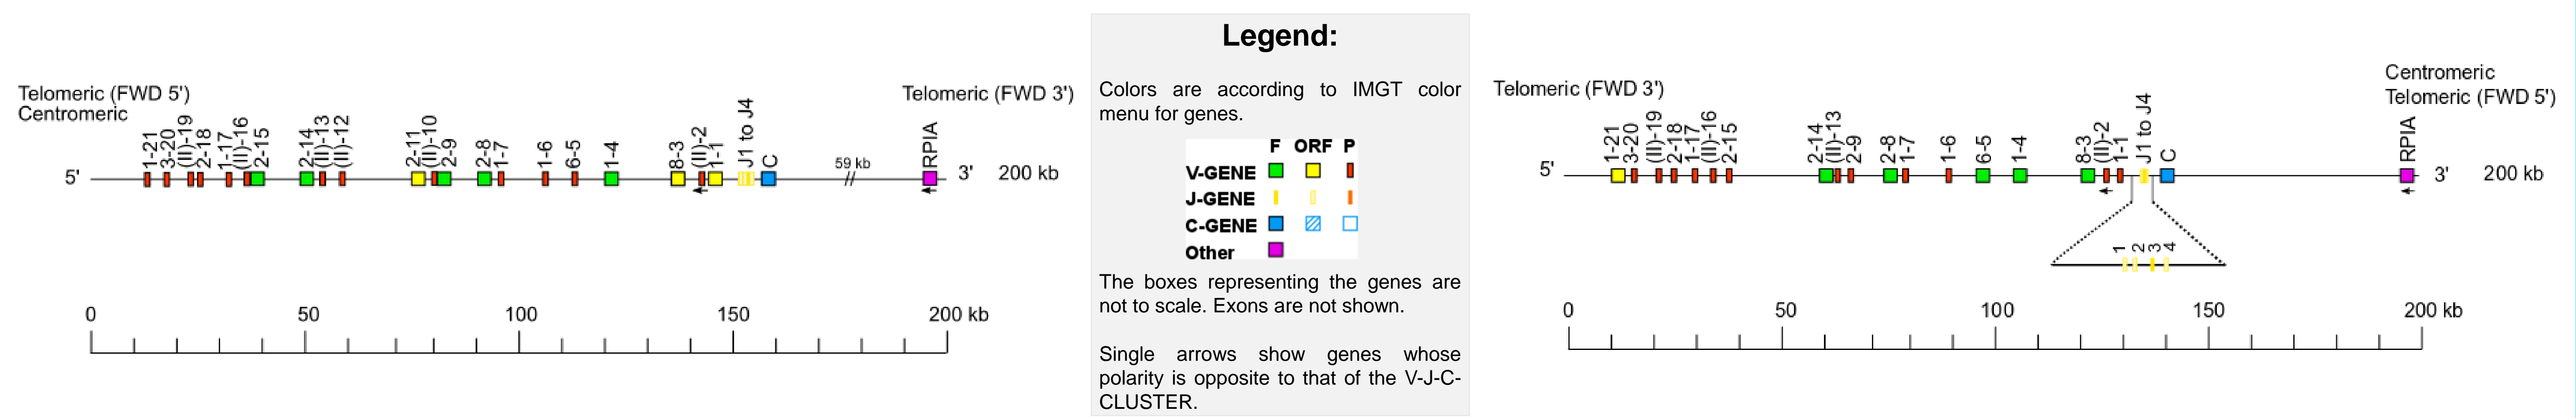 Telomeric (FWD 5')
Centromeric
Telomeric (FWD 3')
1-21
3-20
(II)-19
2-18
1-17
(II)-16
2-15
2-14
(II)-13
(II)-12
2-11
(II)-10
2-9
2-8
1-7
1-6
6-5
1-4
8-3
(II)-2
1-1
J1 to J4
C
59 kb
RPIA
5'
3'
200 kb
0 50 100 150 200 kb
Legend:
Colors are according to IMGT color
menu for genes.
F ORF P
V-GENE
J-GENE
C-GENE
Other
The boxes representing the genes are
not to scale. Exons are not shown.
Single arrows show genes whose
polarity is opposite to that of the V-J-C-
CLUSTER.
Telomeric (FWD 3')
Centromeric
Telomeric (FWD 5')
1-21
3-20
(II)-19
2-18
1-17
(II)-16
2-15
2-14
(II)-13
2-9
2-8
1-7
1-6
6-5
1-4
8-3
(II)-2
1-1
J1 to J4
C
RPIA
5'
3'
200 kb
1 2 3 4
0 50 100 150 200 kb